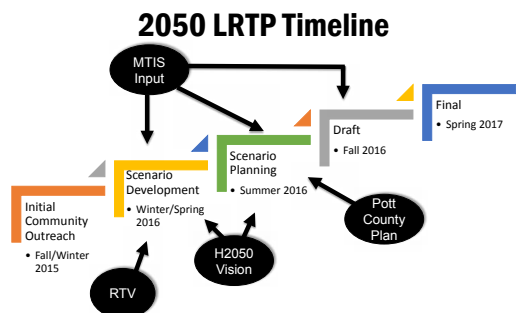 2050 LRTP Timeline
MTIS
Input
Final
• Spring 2017
Draft
• Fall 2016
Scenario
Planning
• Summer 2016
Scenario
Development
• Winter/Spring
2016
Initial
Community
Outreach
• Fall/Winter
2015
Pott
County
Plan
H2050
Vision
RTV